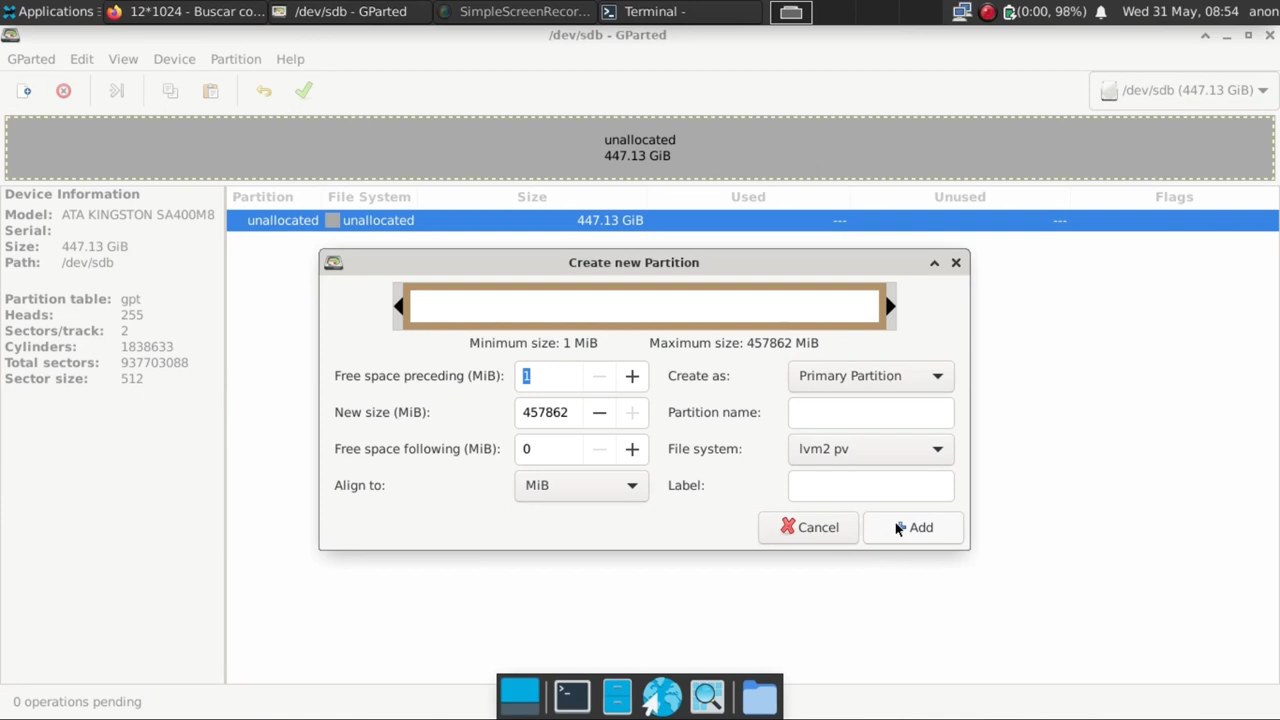 Applications
12*1024 - Buscar co...
/dev/sdb - GParted
SimpleScreenRecor...
Terminal -
(0:00, 98%)
Wed 31 May, 08:54
anon
/dev/sdb - GParted
GParted Edit View Device Partition Help
/dev/sdb (447.13 GiB)
unallocated
447.13 GiB
Device Information
Model: ATA KINGSTON SA400M8
Serial:
Size: 447.13 GiB
Path: /dev/sdb
Partition table: gpt
Heads: 255
Sectors/track: 2
Cylinders: 1838633
Total sectors: 937703088
Sector size: 512
Partition File System Size Used Unused Flags
unallocated unallocated 447.13 GiB --- ---
Create new Partition
Minimum size: 1 MiB Maximum size: 457862 MiB
Free space preceding (MiB): 1
Create as: Primary Partition
New size (MiB): 457862
Partition name:
Free space following (MiB): 0
File system: lvm2 pv
Align to: MiB
Label:
Cancel
Add
0 operations pending